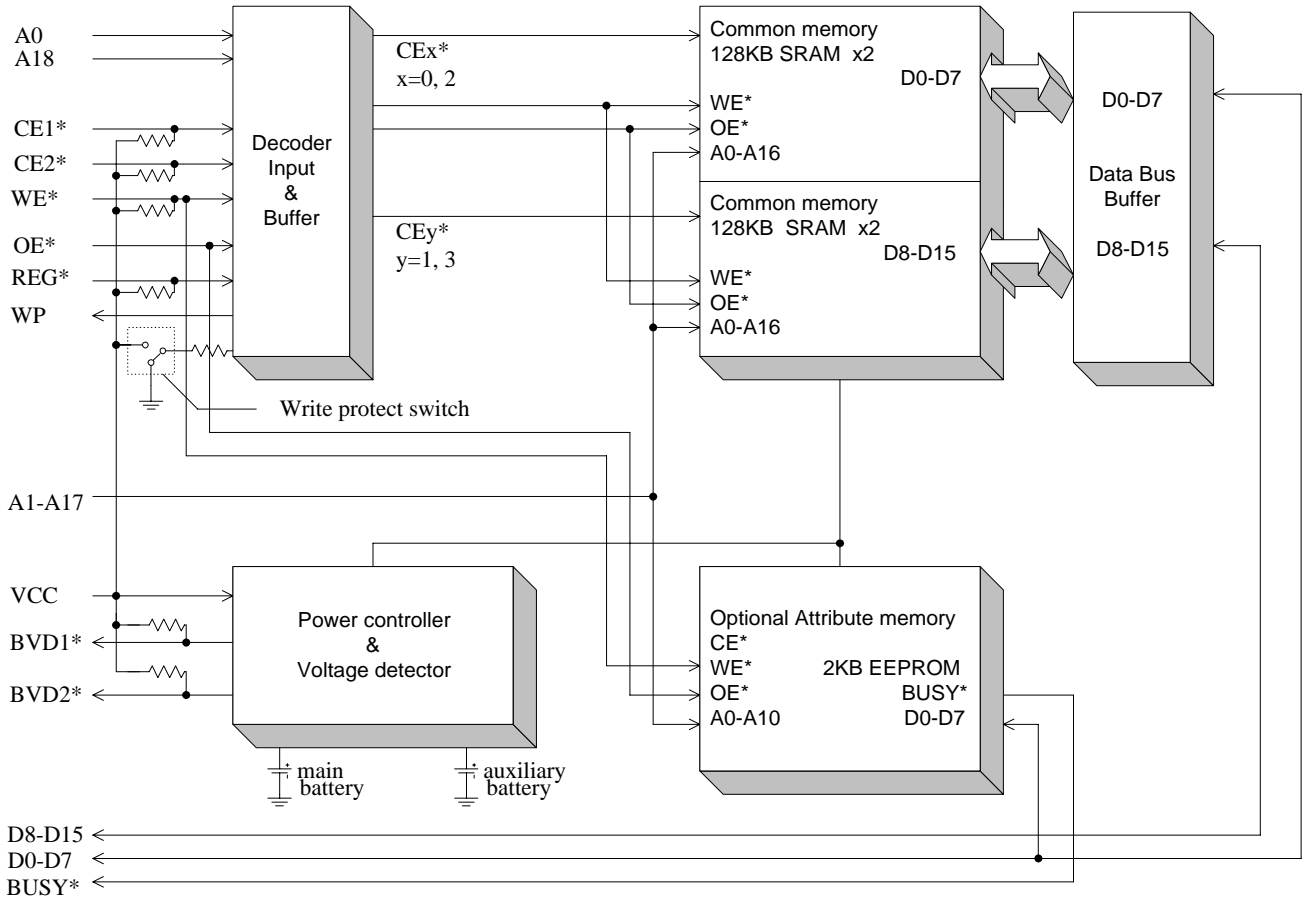 A0
A18
CE1*
CE2*
WE*
OE*
REG*
WP
Decoder
Input
&
Buffer
CEx*
x=0, 2
CEy*
y=1, 3
Common memory
128KB SRAM x2
D0-D7
WE*
OE*
A0-A16
Common memory
128KB SRAM x2
D8-D15
WE*
OE*
A0-A16
D0-D7
Data Bus
Buffer
D8-D15
Write protect switch
A1-A17
VCC
BVD1*
BVD2*
Power controller
&
Voltage detector
+ main
battery
+ auxiliary
battery
Optional Attribute memory
CE*
WE* 2KB EEPROM
OE* BUSY*
A0-A10 D0-D7
D8-D15
D0-D7
BUSY*